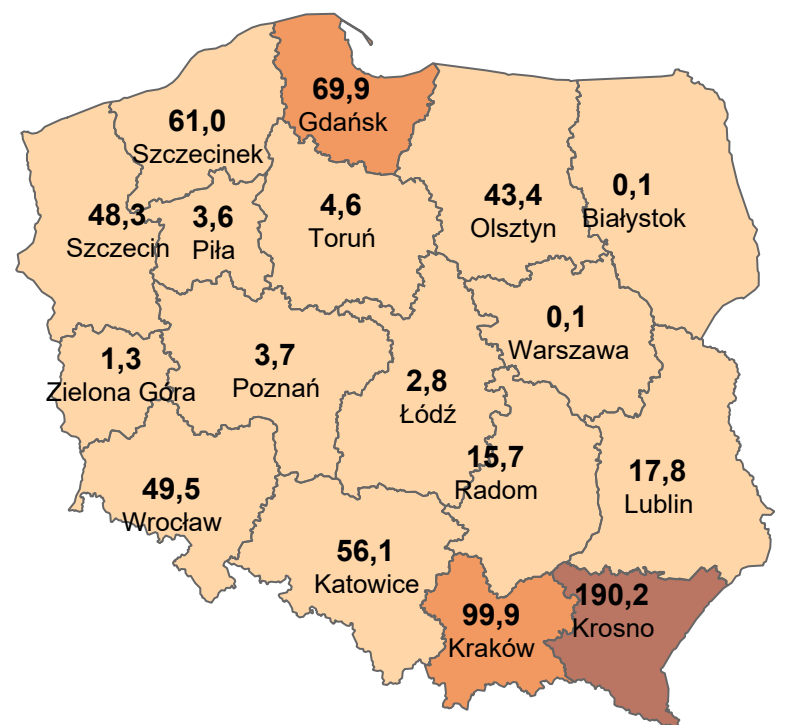 69,9
Gdańsk
61,0
Szczecinek
43,4
Olsztyn
0,1
Białystok
48,3
Szczecin
3,6
Piła
4,6
Toruń
0,1
Warszawa
1,3
Zielona Góra
3,7
Poznań
2,8
Łódź
15,7
Radom
17,8
Lublin
49,5
Wrocław
56,1
Katowice
99,9
Kraków
190,2
Krosno